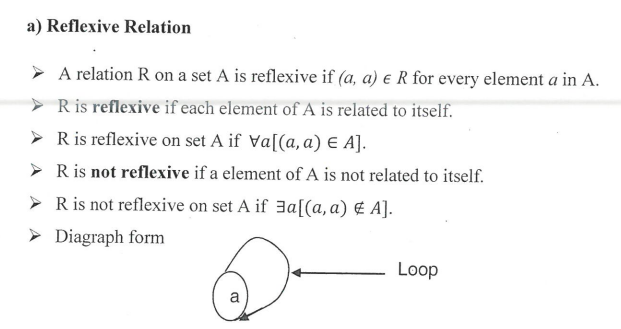 a) Reflexive Relation
➤ A relation R on a set A is reflexive if (a, a) ϵ R for every element a in A.
➤ R is reflexive if each element of A is related to itself.
➤ R is reflexive on set A if ∀a[(a, a) ∈ A].
➤ R is not reflexive if a element of A is not related to itself.
➤ R is not reflexive on set A if ∃a[(a, a) ∉ A].
➤ Diagraph form
Loop
a